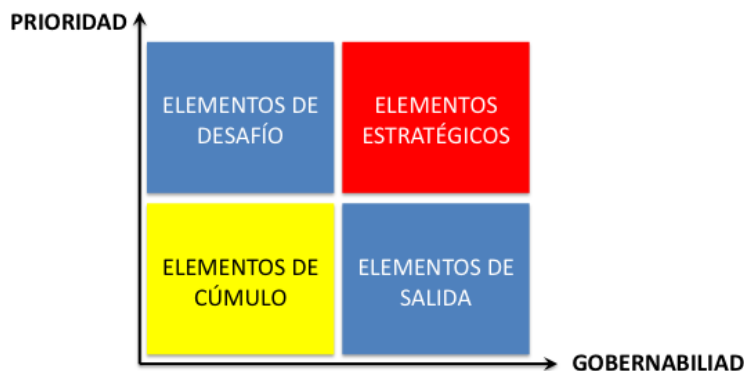 PRIORIDAD
ELEMENTOS DE
DESAFÍO
ELEMENTOS
ESTRATÉGICOS
ELEMENTOS DE
CÚMULO
ELEMENTOS DE
SALIDA
GOBERNABILIAD